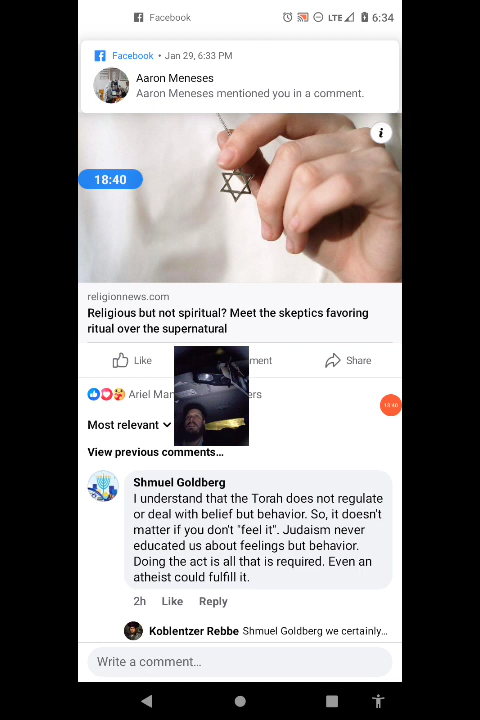 Facebook
LTE 6:34
Facebook • Jan 29, 6:33 PM
Aaron Meneses
Aaron Meneses mentioned you in a comment.
18:40
religionnews.com
Religious but not spiritual? Meet the skeptics favoring
ritual over the supernatural
Like ment Share
Ariel Mar ers
13:40
Most relevant
View previous comments...
Shmuel Goldberg
I understand that the Torah does not regulate
or deal with belief but behavior. So, it doesn't
matter if you don't "feel it". Judaism never
educated us about feelings but behavior.
Doing the act is all that is required. Even an
atheist could fulfill it.
2h Like Reply
Koblentzer Rebbe Shmuel Goldberg we certainly...
Write a comment...